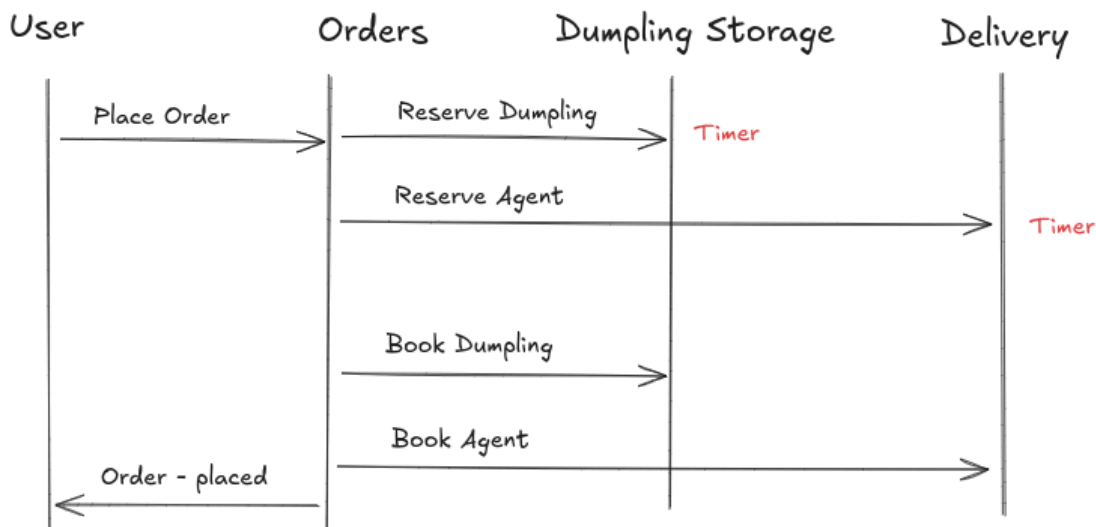 User
Orders
Dumpling Storage
Delivery
Place Order
Reserve Dumpling
Timer
Reserve Agent
Timer
Book Dumpling
Book Agent
Order - placed